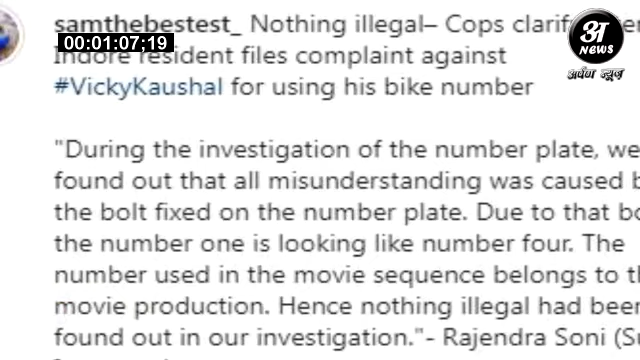 samthebestest_ Nothing illegal– Cops clarify
00:01:07;19
Indore resident files complaint against
#VickyKaushal for using his bike number
"During the investigation of the number plate, we
found out that all misunderstanding was caused
the bolt fixed on the number plate. Due to that
the number one is looking like number four. The
number used in the movie sequence belongs to
movie production. Hence nothing illegal had been
found out in our investigation."- Rajendra Soni
अ
NEWS
अर्पण न्यूज़